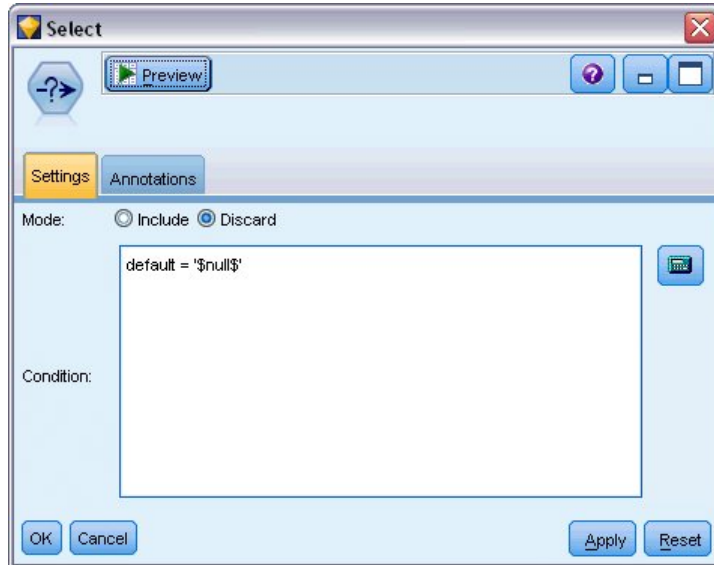 Select
-?➤
Preview
?
Settings Annotations
Mode: Include Discard
default = '$null$'
Condition:
OK Cancel Apply Reset